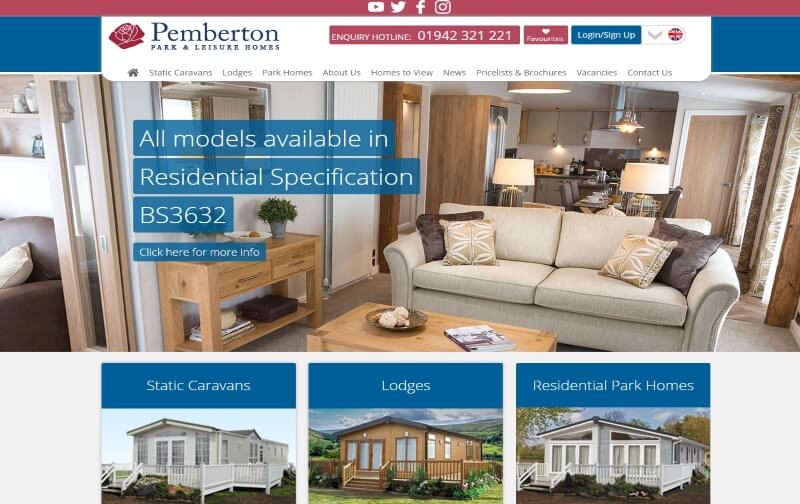 Pemberton
PARK & LEISURE HOMES
ENQUIRY HOTLINE: 01942 321 221
Favourites
Login/Sign Up
Static Caravans Lodges Park Homes About Us Homes to View News Pricelists & Brochures Vacancies Contact Us
All models available in
Residential Specification
BS3632
Click here for more info
Static Caravans
Lodges
Residential Park Homes